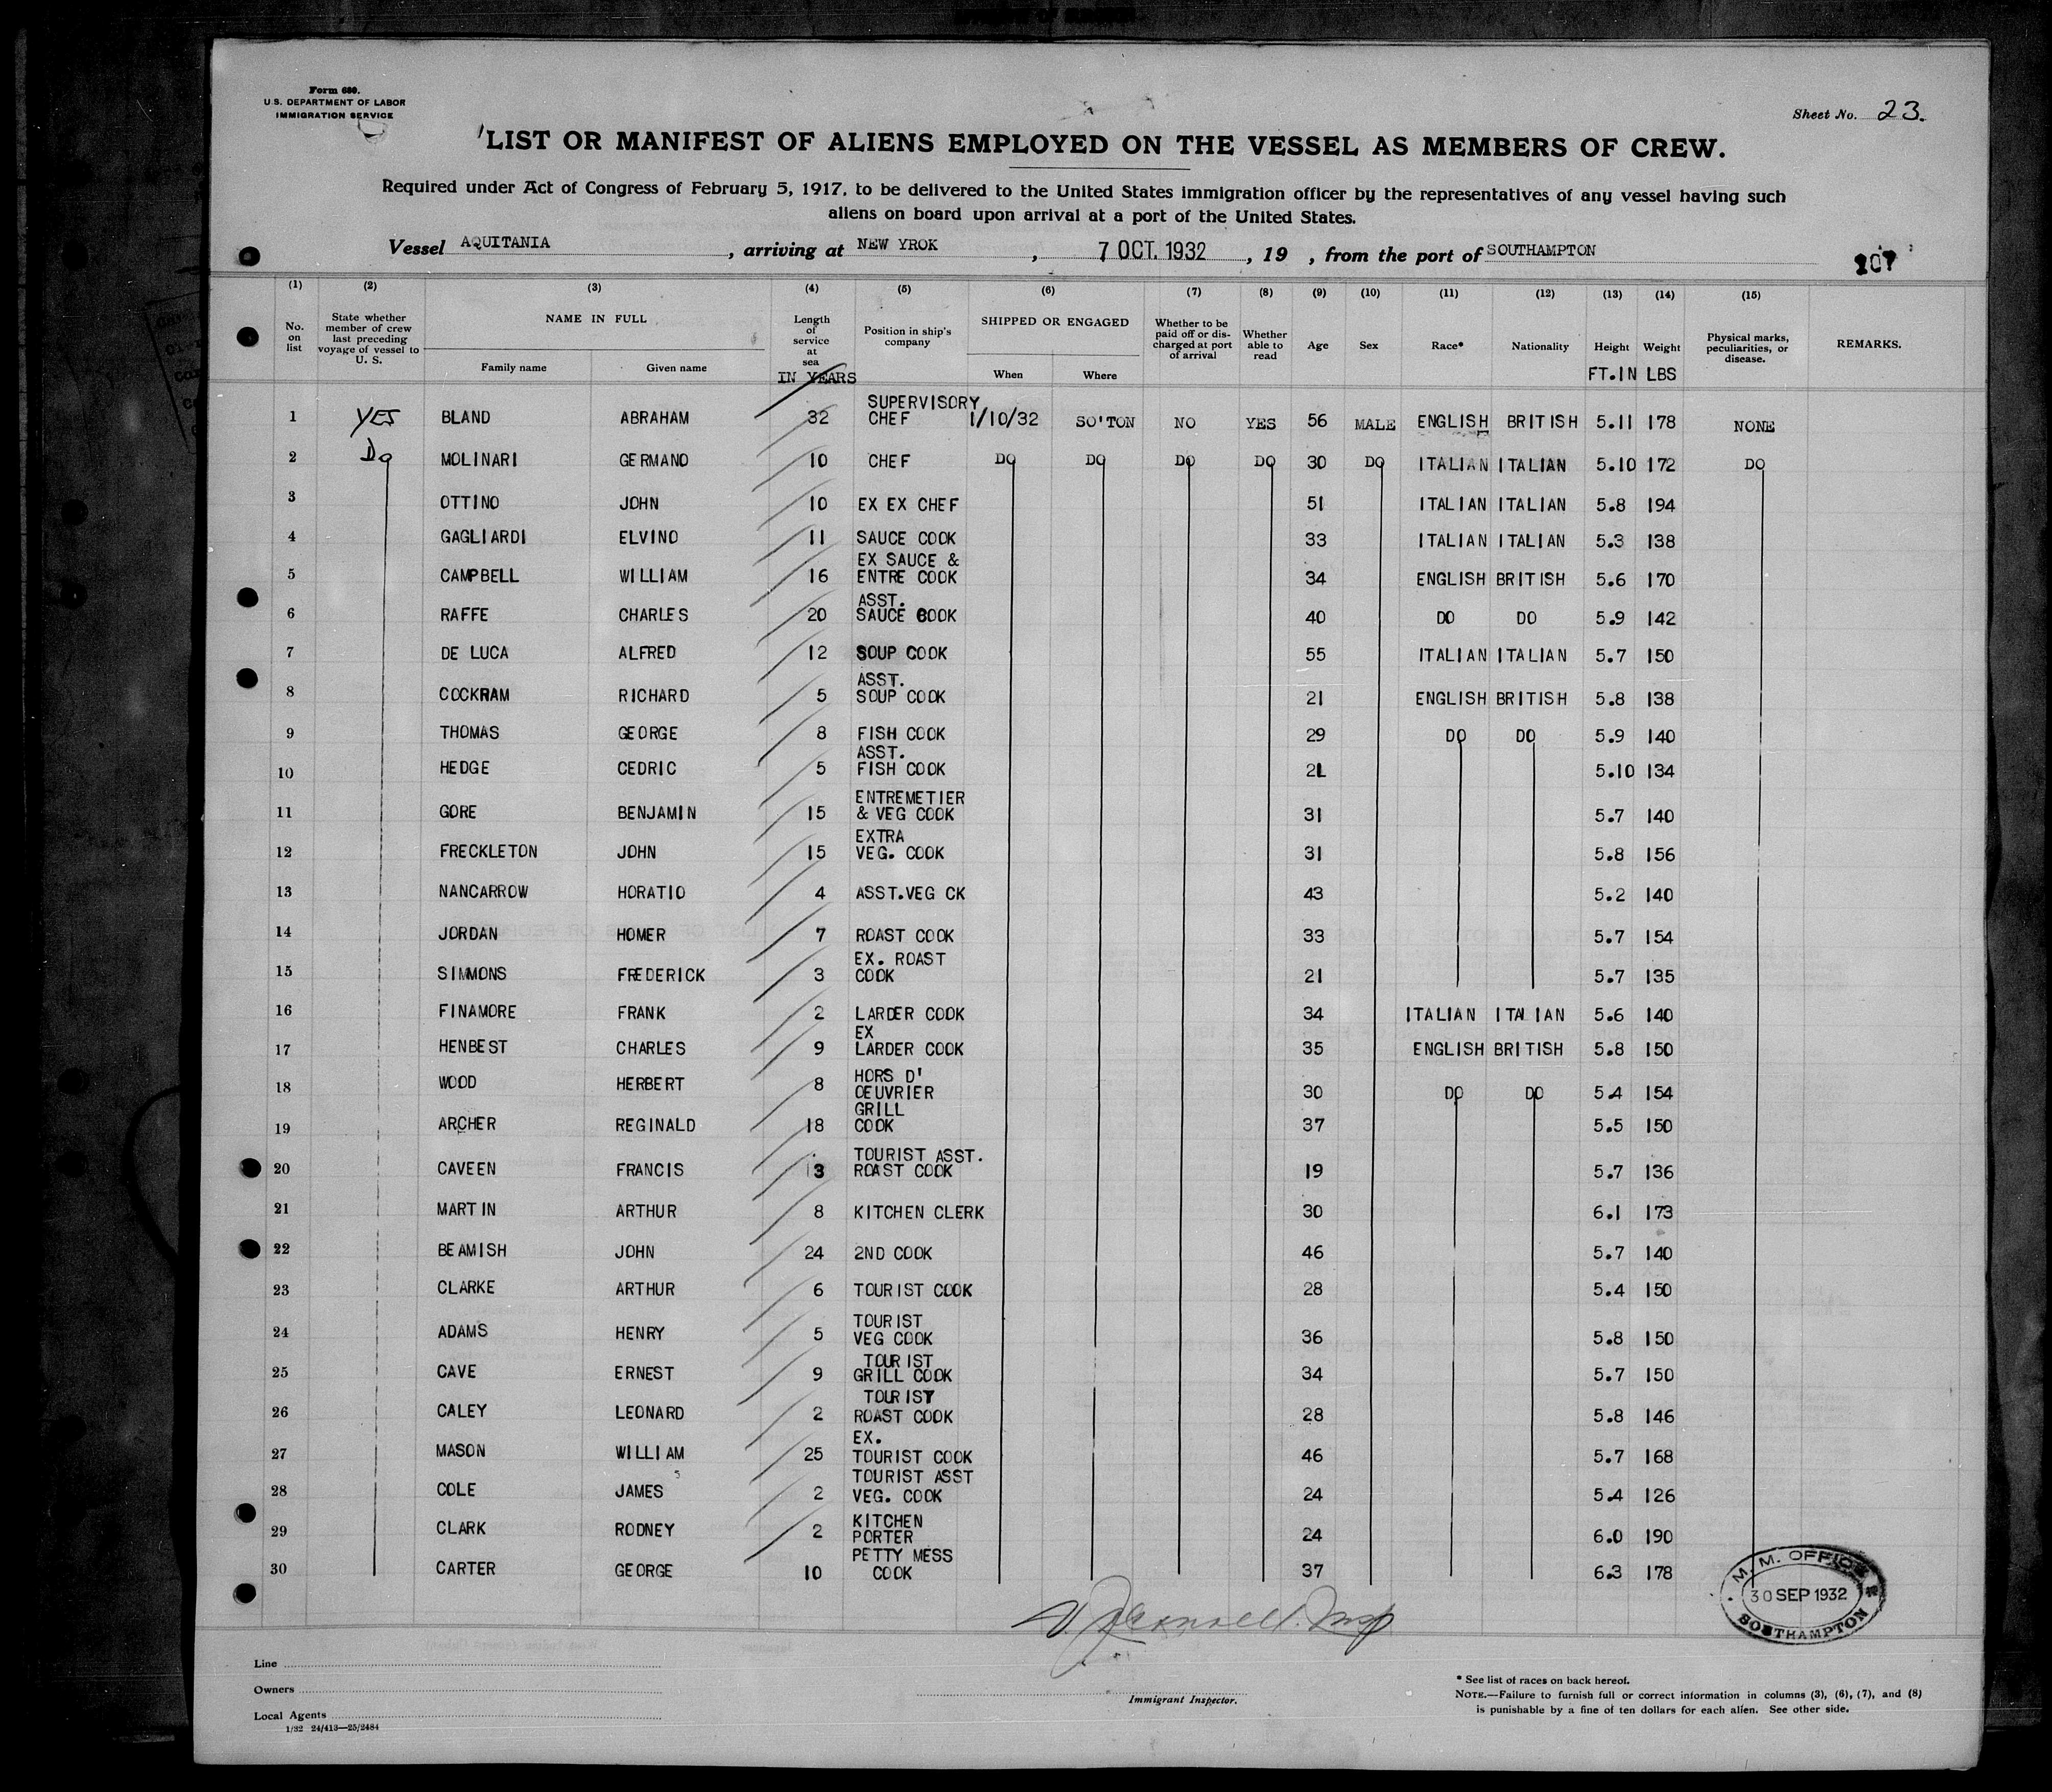 Form 680.
U.S. DEPARTMENT OF LABOR
IMMIGRATION SERVICE
Sheet No. 23.
LIST OR MANIFEST OF ALIENS EMPLOYED ON THE VESSEL AS MEMBERS OF CREW.
Required under Act of Congress of February 5, 1917, to be delivered to the United States immigration officer by the representatives of any vessel having such
aliens on board upon arrival at a port of the United States.
Vessel AQUITANIA , arriving at NEW YROK , 7 OCT. 1932 , 19 , from the port of SOUTHAMPTON
207
(1) (2) (3) (4) (5) (6) (7) (8) (9) (10) (11) (12) (13) (14) (15)
No. on list State whether member of crew last preceding voyage of vessel to U. S. NAME IN FULL Family name Given name Length of service at sea IN YEARS Position in ship's company SHIPPED OR ENGAGED When Where Whether to be paid off or discharged at port of arrival Whether able to read Age Sex Race* Nationality Height FT.IN Weight LBS Physical marks, peculiarities, or disease. REMARKS.
1 YES BLAND ABRAHAM 32 SUPERVISORY CHEF 1/10/32 SO'TON NO YES 56 MALE ENGLISH BRITISH 5.11 178 NONE
2 Do MOLINARI GERMANO 10 CHEF DO DO DO DO 30 DO ITALIAN ITALIAN 5.10 172 DO
3 OTTINO JOHN 10 EX EX CHEF 51 ITALIAN ITALIAN 5.8 194
4 GAGLIARDI ELVINO 11 SAUCE COOK 33 ITALIAN ITALIAN 5.3 138
5 CAMPBELL WILLIAM 16 EX SAUCE & ENTRE COOK 34 ENGLISH BRITISH 5.6 170
6 RAFFE CHARLES 20 ASST. SAUCE COOK 40 DO DO 5.9 142
7 DE LUCA ALFRED 12 SOUP COOK 55 ITALIAN ITALIAN 5.7 150
8 COCKRAM RICHARD 5 ASST. SOUP COOK 21 ENGLISH BRITISH 5.8 138
9 THOMAS GEORGE 8 FISH COOK 29 DO DO 5.9 140
10 HEDGE CEDRIC 5 ASST. FISH COOK 21 5.10 134
11 GORE BENJAMIN 15 ENTREMETIER & VEG COOK 31 5.7 140
12 FRECKLETON JOHN 15 EXTRA VEG. COOK 31 5.8 156
13 NANCARROW HORATIO 4 ASST.VEG CK 43 5.2 140
14 JORDAN HOMER 7 ROAST COOK 33 5.7 154
15 SIMMONS FREDERICK 3 EX. ROAST COOK 21 5.7 135
16 FINAMORE FRANK 2 LARDER COOK 34 ITALIAN ITALIAN 5.6 140
17 HENBEST CHARLES 9 EX LARDER COOK 35 ENGLISH BRITISH 5.8 150
18 WOOD HERBERT 8 HORS D' OEUVRIER 30 DO DO 5.4 154
19 ARCHER REGINALD 18 GRILL COOK 37 5.5 150
20 CAVEEN FRANCIS 3 TOURIST ASST. ROAST COOK 19 5.7 136
21 MARTIN ARTHUR 8 KITCHEN CLERK 30 6.1 173
22 BEAMISH JOHN 24 2ND COOK 46 5.7 140
23 CLARKE ARTHUR 6 TOURIST COOK 28 5.4 150
24 ADAMS HENRY 5 TOURIST VEG COOK 36 5.8 150
25 CAVE ERNEST 9 TOURIST GRILL COOK 34 5.7 150
26 CALEY LEONARD 2 TOURIST ROAST COOK 28 5.8 146
27 MASON WILLIAM 25 EX. TOURIST COOK 46 5.7 168
28 COLE JAMES 2 TOURIST ASST VEG. COOK 24 5.4 126
29 CLARK RODNEY 2 KITCHEN PORTER 24 6.0 190
30 CARTER GEORGE 10 PETTY MESS COOK 37 6.3 178
M. M. OFFICE
30 SEP 1932
SOUTHAMPTON
Line
Owners
Local Agents
1/32 24/413—25/2484
Immigrant Inspector.
* See list of races on back hereof.
NOTE.—Failure to furnish full or correct information in columns (3), (6), (7), and (8)
is punishable by a fine of ten dollars for each alien. See other side.